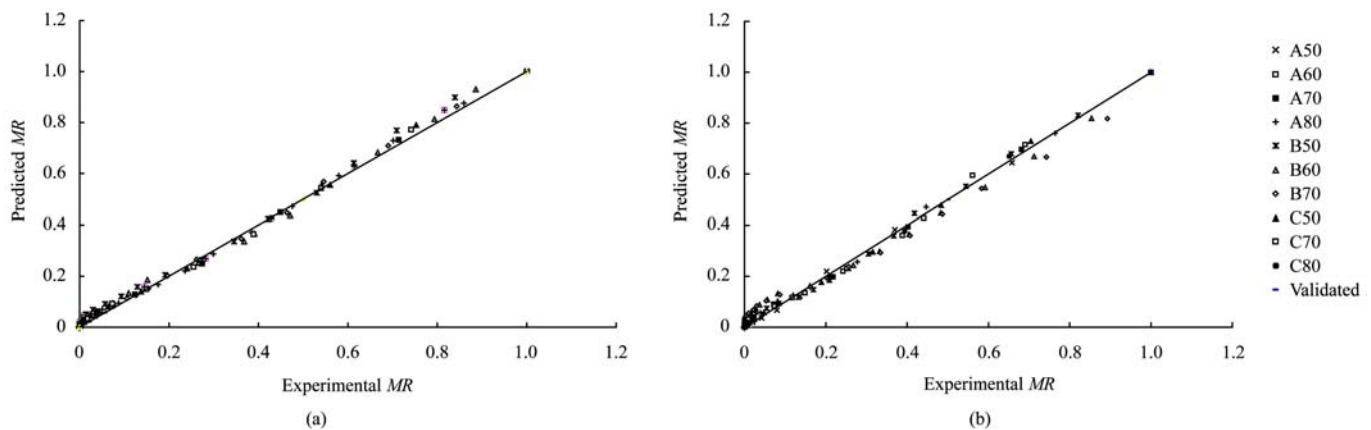 1.2
1.0
0.8
0.6
0.4
0.2
0
Predicted MR
0 0.2 0.4 0.6 0.8 1.0 1.2
Experimental MR
(a)
1.2
1.0
0.8
0.6
0.4
0.2
0
Predicted MR
0 0.2 0.4 0.6 0.8 1.0 1.2
Experimental MR
(b)
A50
A60
A70
A80
B50
B60
B70
C50
C70
C80
Validated